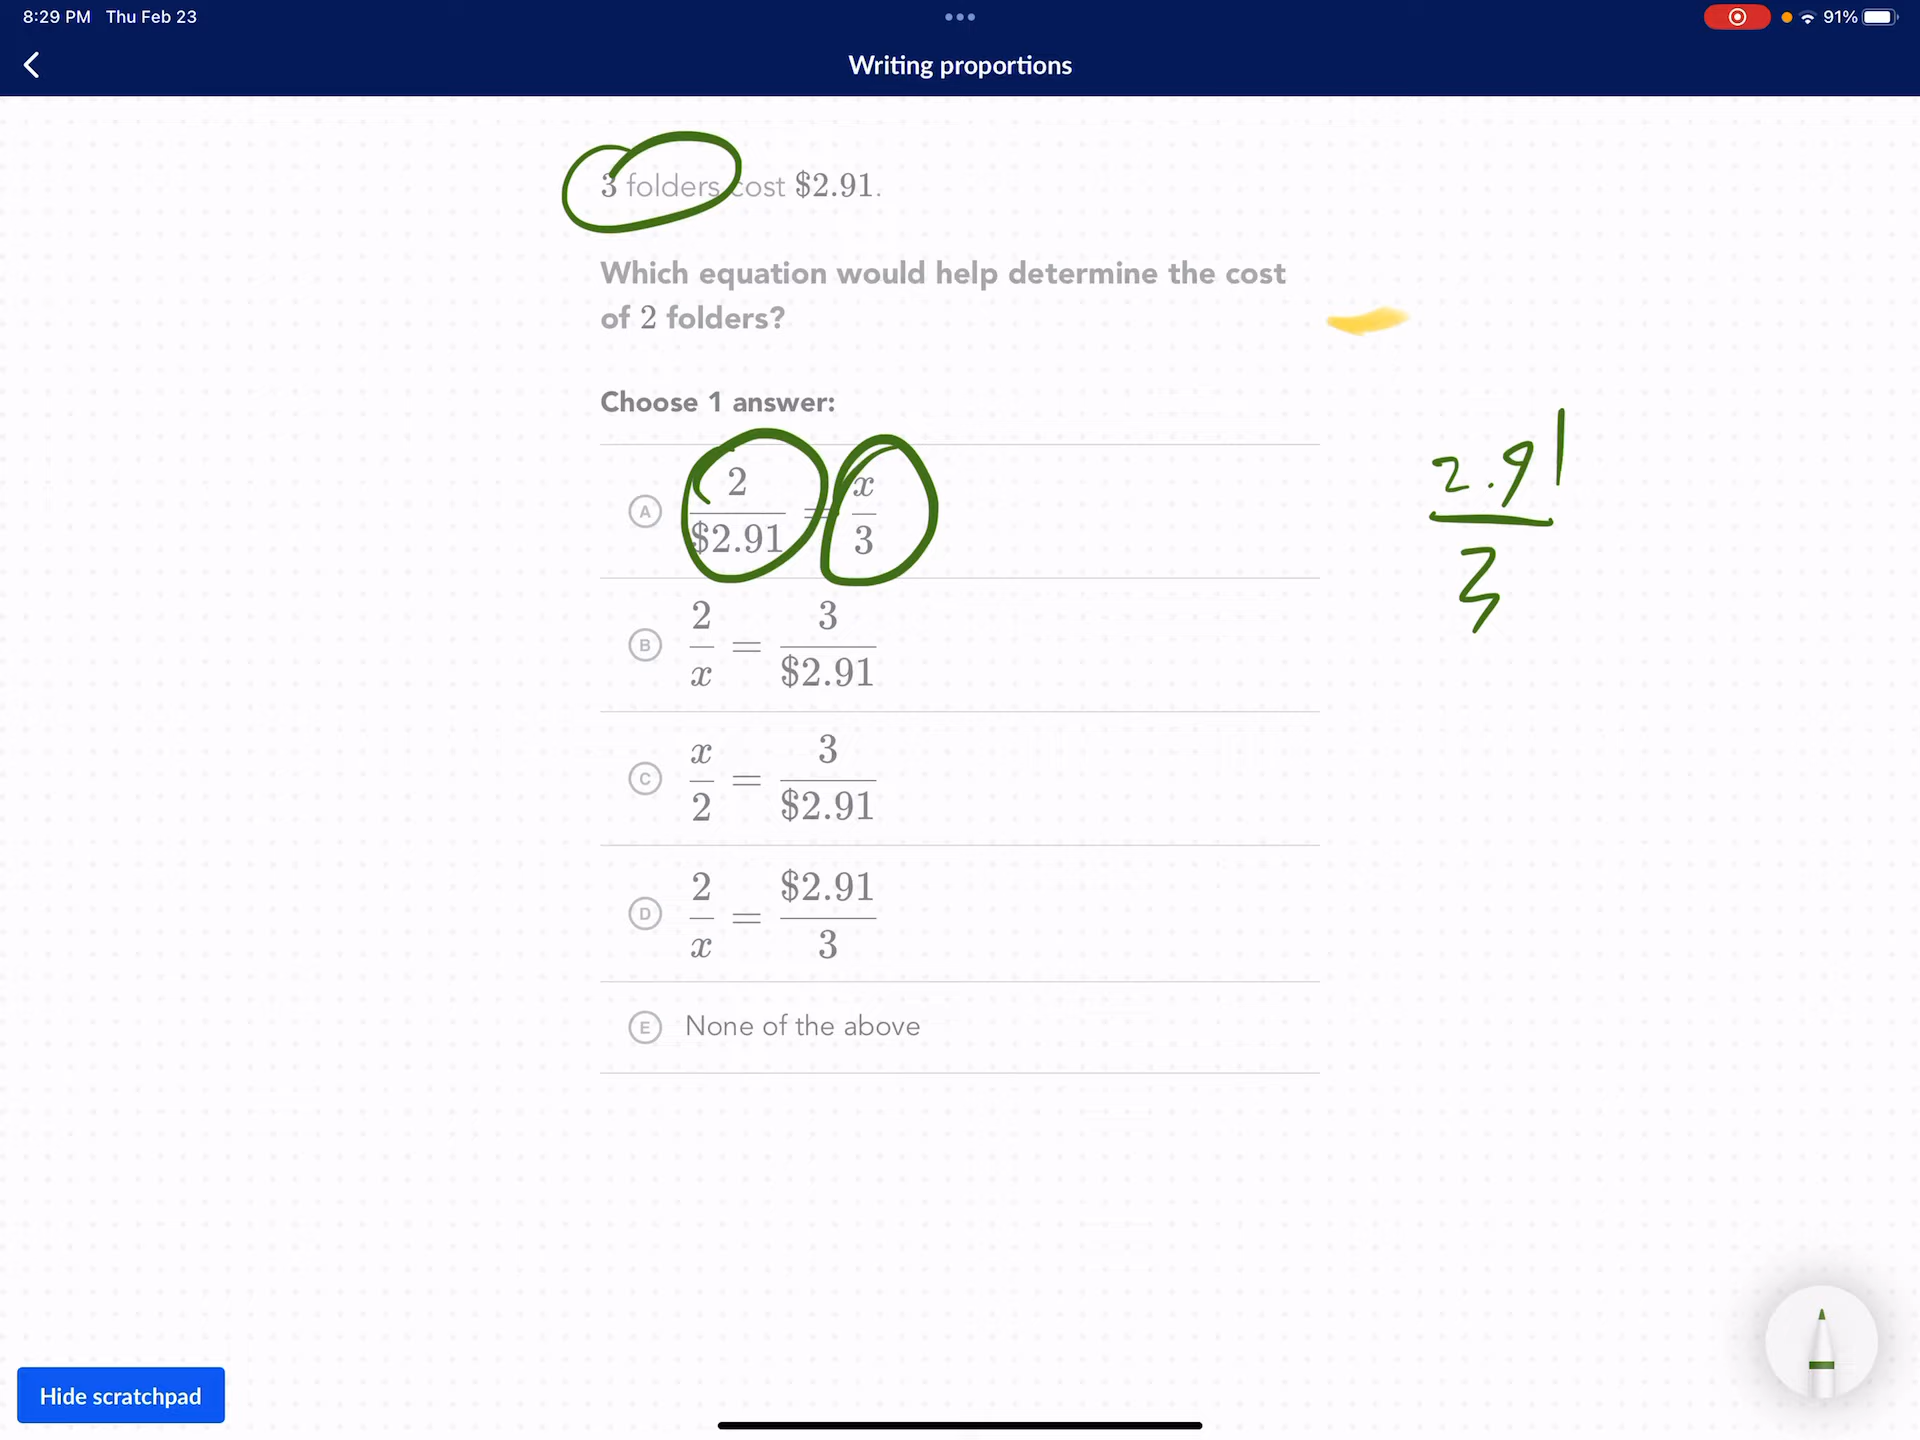 8:29 PM Thu Feb 23
91%
Writing proportions
3 folders cost $2.91.
Which equation would help determine the cost
of 2 folders?
Choose 1 answer:
A 2/$2.91 = x/3
B 2/x = 3/$2.91
C x/2 = 3/$2.91
D 2/x = $2.91/3
E None of the above
2.91
3
Hide scratchpad